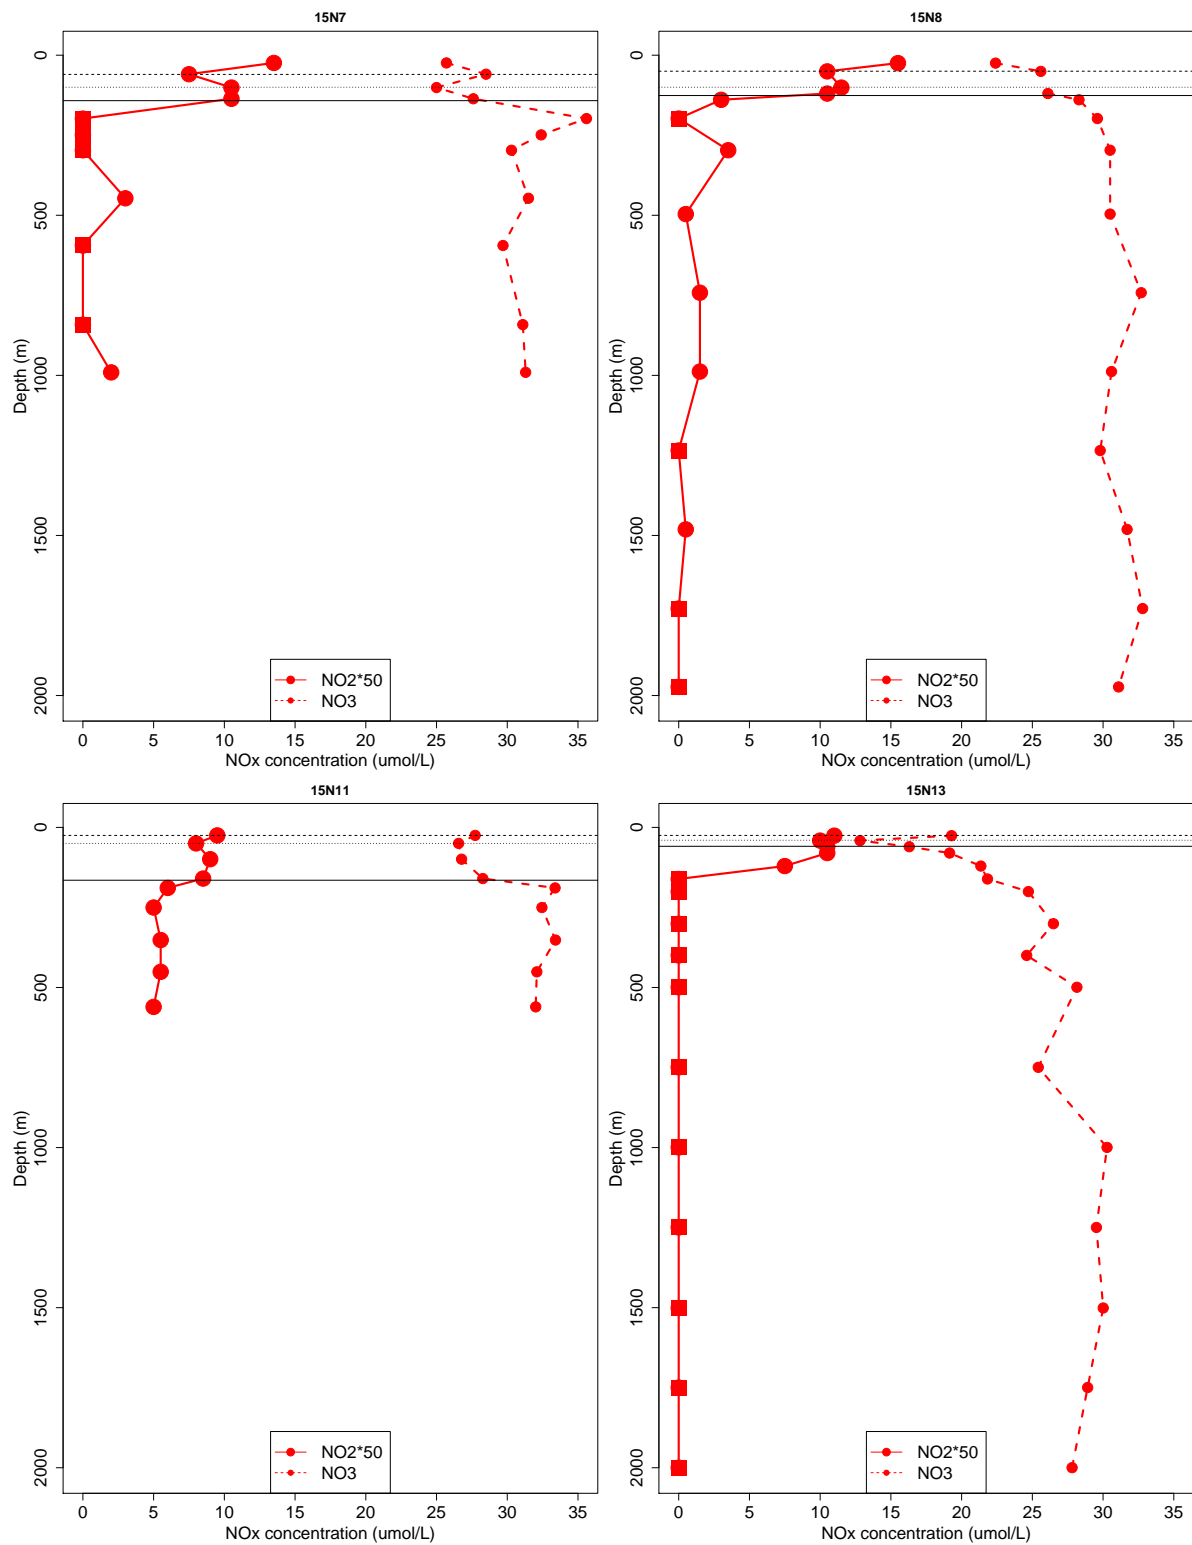 15N7
0
500
1000
1500
2000
Depth (m)
NO2*50
NO3
0 5 10 15 20 25 30 35
NOx concentration (umol/L)
15N8
0
500
1000
1500
2000
Depth (m)
NO2*50
NO3
0 5 10 15 20 25 30 35
NOx concentration (umol/L)
15N11
0
500
1000
1500
2000
Depth (m)
NO2*50
NO3
0 5 10 15 20 25 30 35
NOx concentration (umol/L)
15N13
0
500
1000
1500
2000
Depth (m)
NO2*50
NO3
0 5 10 15 20 25 30 35
NOx concentration (umol/L)